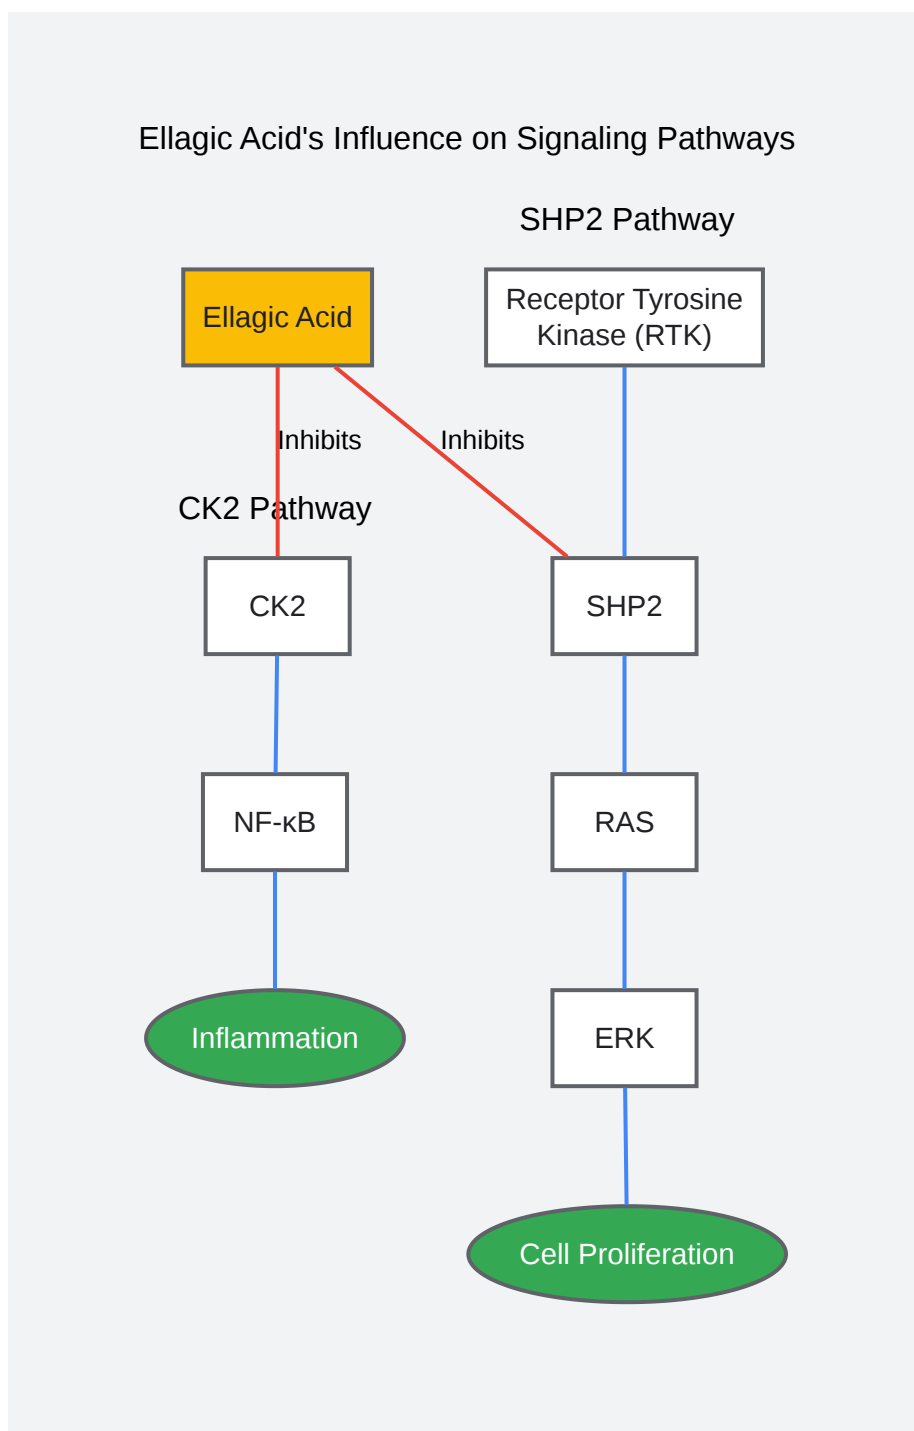 Ellagic Acid's Influence on Signaling Pathways
SHP2 Pathway
Ellagic Acid
Receptor Tyrosine
Kinase (RTK)
Inhibits
Inhibits
CK2 Pathway
CK2
SHP2
NF-κB
RAS
Inflammation
ERK
Cell Proliferation